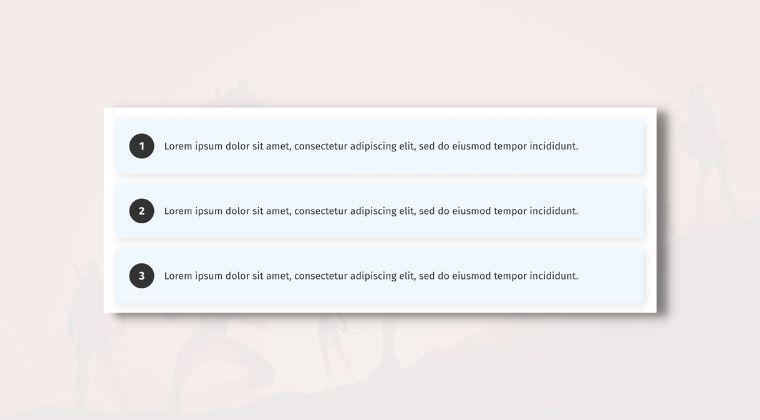 1 Lorem ipsum dolor sit amet, consectetur adipiscing elit, sed do eiusmod tempor incididunt.
2 Lorem ipsum dolor sit amet, consectetur adipiscing elit, sed do eiusmod tempor incididunt.
3 Lorem ipsum dolor sit amet, consectetur adipiscing elit, sed do eiusmod tempor incididunt.